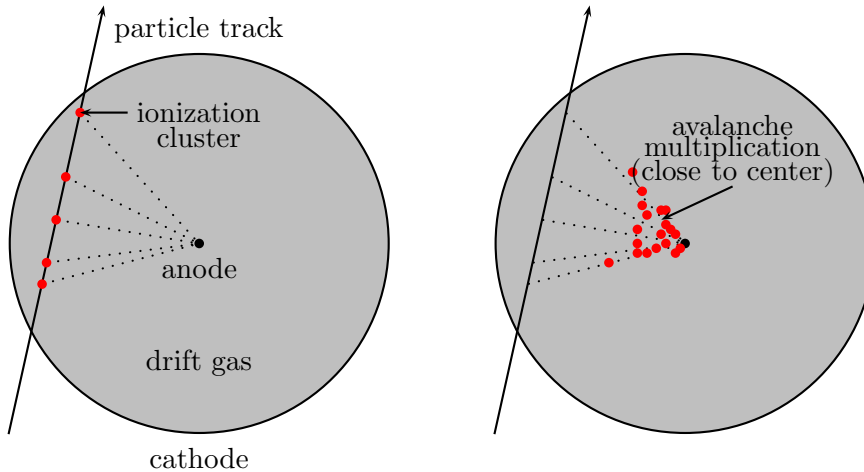 particle track
ionization
cluster
anode
drift gas
cathode
avalanche
multiplication
(close to center)